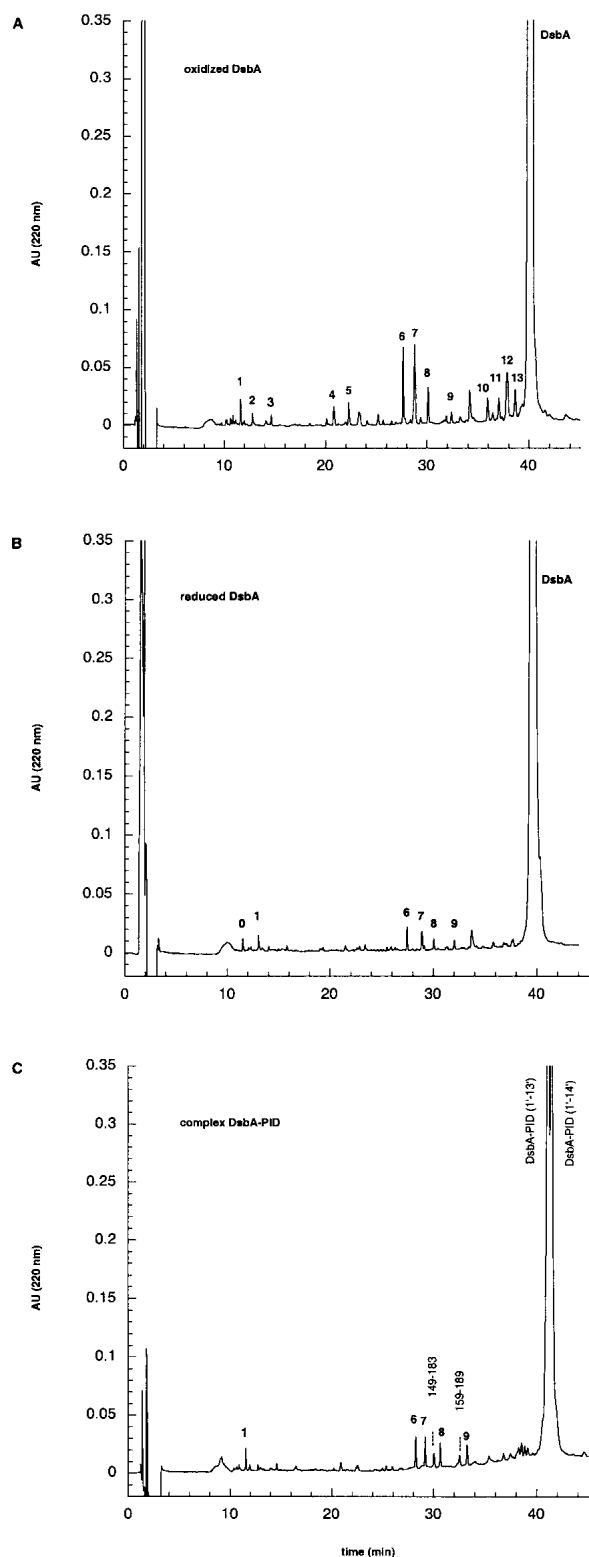 A
0.35
DsbA
0.3
oxidized DsbA
0.25
AU (220 nm)
0.2
0.15
0.1
6 7
0.05
1 2 3 4 5 8 9 10 11 12 13
0
0 10 20 30 40
B
0.35
DsbA
0.3
reduced DsbA
0.25
AU (220 nm)
0.2
0.15
0.1
0.05
0 1 6 7 8 9
0
0 10 20 30 40
C
0.35
DsbA-PID (1'-13')
DsbA-PID (1'-14')
complex DsbA-PID
0.3
0.25
AU (220 nm)
0.2
0.15
0.1
149-183
159-189
0.05
1 6 7 8 9
0
0 10 20 30 40
time (min)